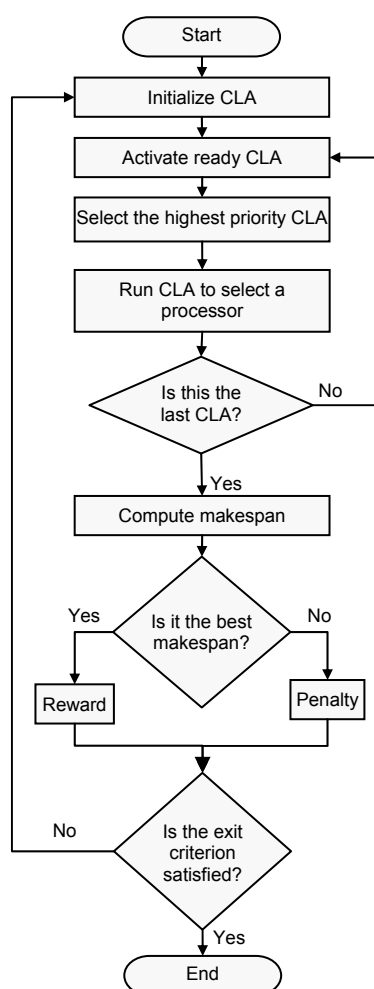 Start
Initialize CLA
Activate ready CLA
Select the highest priority CLA
Run CLA to select a
processor
Is this the
last CLA?
No
Yes
Compute makespan
Yes
Is it the best
makespan?
No
Reward
Penalty
No
Is the exit
criterion
satisfied?
Yes
End